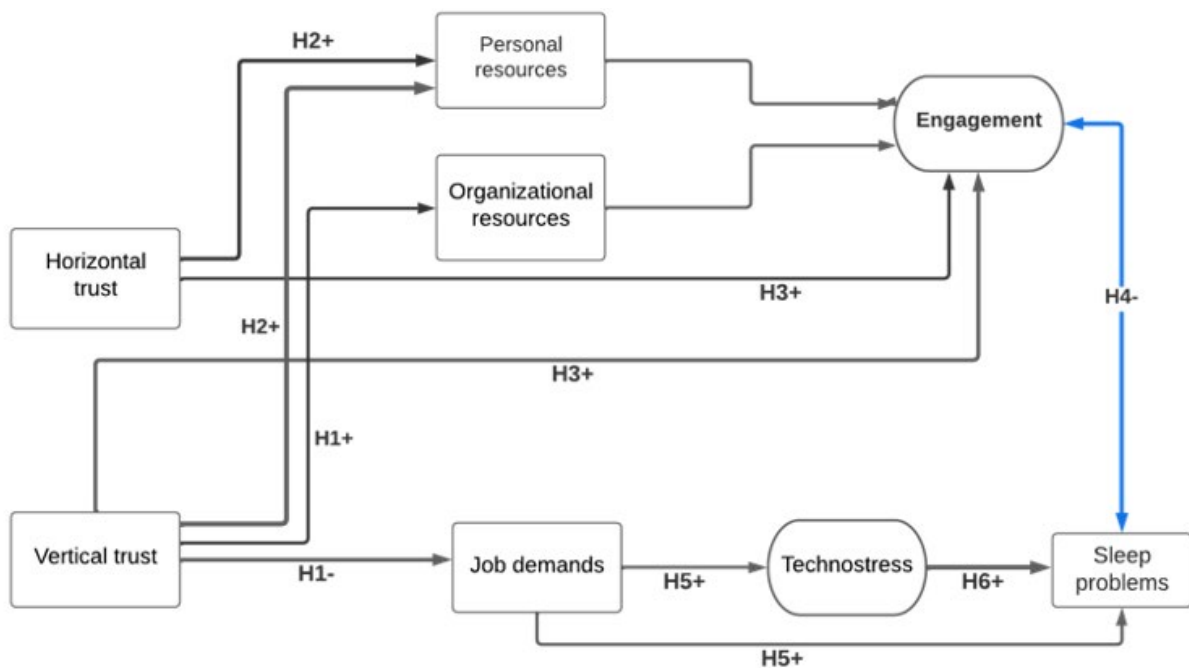 H2+
Personal
resources
Engagement
Organizational
resources
Horizontal
trust
H3+
H4-
H2+
H3+
H1+
Vertical trust
H1-
Job demands
H5+
Technostress
H6+
Sleep
problems
H5+